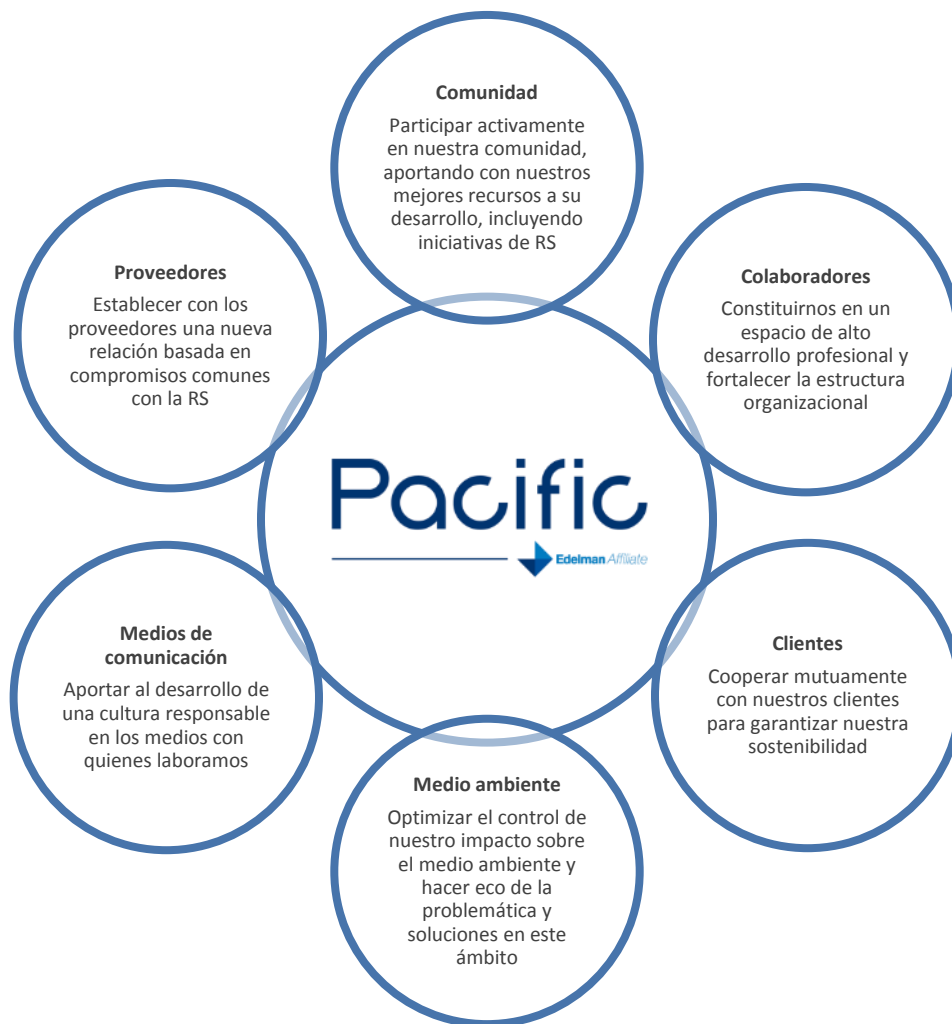 Comunidad
Participar activamente
en nuestra comunidad,
aportando con nuestros
mejores recursos a su
desarrollo, incluyendo
iniciativas de RS
Colaboradores
Constituirnos en un
espacio de alto
desarrollo profesional y
fortalecer la estructura
organizacional
Clientes
Cooperar mutuamente
con nuestros clientes
para garantizar nuestra
sostenibilidad
Medio ambiente
Optimizar el control de
nuestro impacto sobre
el medio ambiente y
hacer eco de la
problemática y
soluciones en este
ámbito
Medios de
comunicación
Aportar al desarrollo de
una cultura responsable
en los medios con
quienes laboramos
Proveedores
Establecer con los
proveedores una nueva
relación basada en
compromisos comunes
con la RS
Pacific
Edelman Affiliate